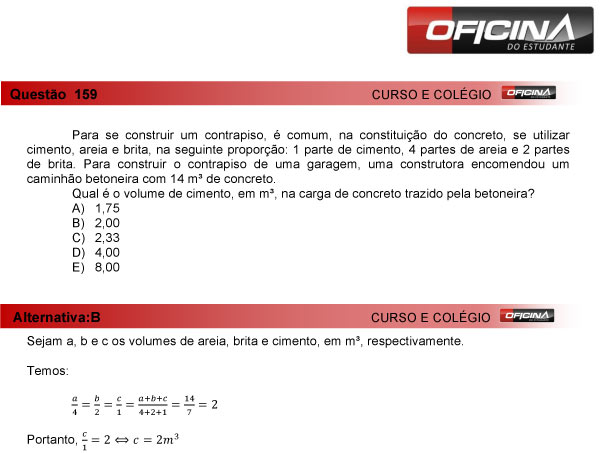 OFICINA
DO ESTUDANTE
Questão 159 CURSO E COLÉGIO OFICINA
Para se construir um contrapiso, é comum, na constituição do concreto, se utilizar
cimento, areia e brita, na seguinte proporção: 1 parte de cimento, 4 partes de areia e 2 partes
de brita. Para construir o contrapiso de uma garagem, uma construtora encomendou um
caminhão betoneira com 14 m³ de concreto.
Qual é o volume de cimento, em m³, na carga de concreto trazido pela betoneira?
A) 1,75
B) 2,00
C) 2,33
D) 4,00
E) 8,00
Alternativa:B CURSO E COLÉGIO OFICINA
Sejam a, b e c os volumes de areia, brita e cimento, em m³, respectivamente.
Temos:
a/4 = b/2 = c/1 = a+b+c/4+2+1 = 14/7 = 2
Portanto, c/1 = 2 ⟺ c = 2m³